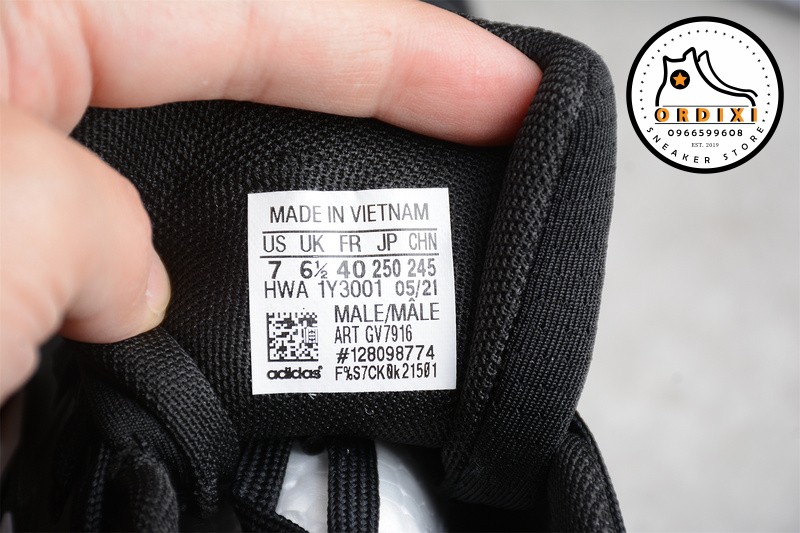 MADE IN VIETNAM
US UK FR JP CHN
7 6½ 40 250 245
HWA 1Y3001 05/21
MALE/MÂLE
ART GV7916
#128098774
adidas F%S7CK0k21501
ORDIXI
0966599608
EST. 2019
SNEAKER STORE